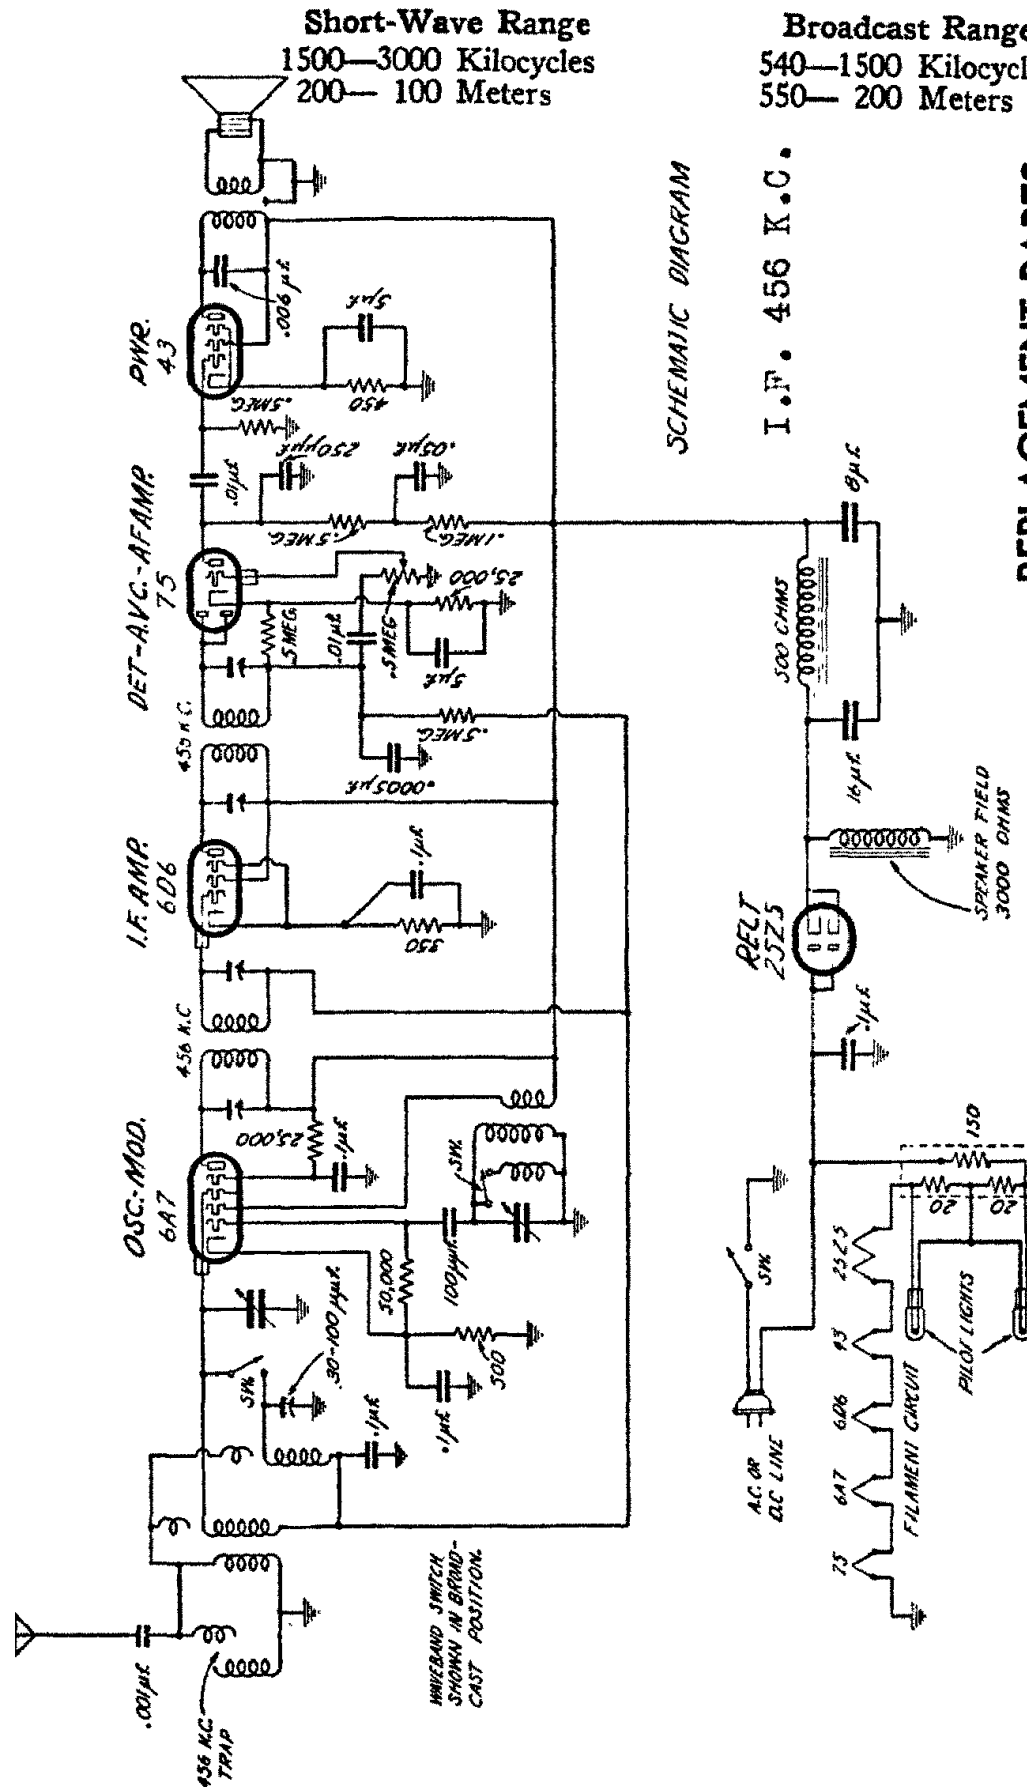 Short-Wave Range
1500—3000 Kilocycles
200— 100 Meters
Broadcast Range
540—1500 Kilocycl
550— 200 Meters
SCHEMATIC DIAGRAM
I.F. 456 K.C.
PWR.
43
.006 µf.
5µf.
450
.5MEG.
.01µf.
250µµf.
.05µf.
.5MEG.
.1MEG.
DET-A.V.C.-A.F.AMP.
75
.5MEG.
.01µf.
.5MEG.
25,000
5µf.
.5MEG.
.0005µf.
456 K.C.
I.F. AMP.
6D6
.1µf.
350
456 K.C
OSC.-MOD.
6A7
25,000
.1µf.
SW.
50,000
100µµf.
500
.1µf.
30-100µµf.
SW.
.1µf.
.001µf.
456 K.C.
TRAP
WAVEBAND SWITCH
SHOWN IN BROAD-
CAST POSITION.
500 OHMS
8µf.
16µf.
SPEAKER FIELD
3000 OHMS
RECT
25Z5
.1µf.
SW.
A.C. OR
D.C LINE
150
20
20
PILOT LIGHTS
FILAMENT CIRCUIT
75
6A7
6D6
43
25Z5